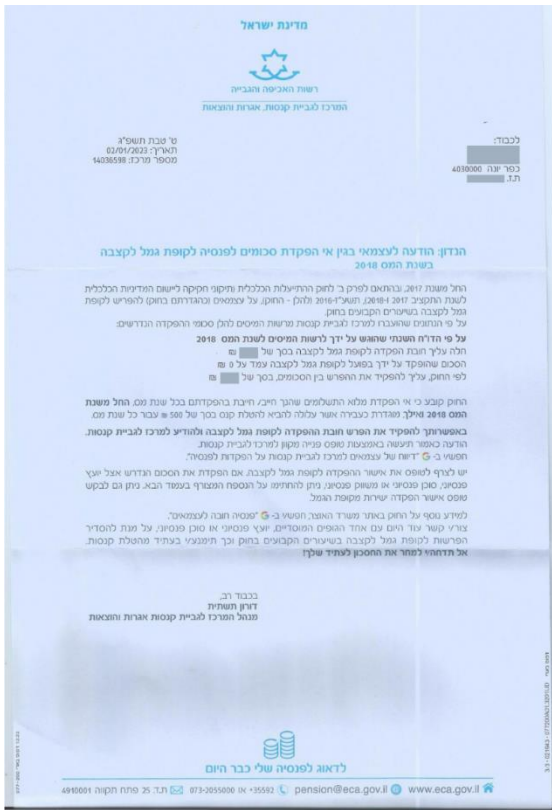 מדינת ישראל
רשות האכיפה והגבייה
המרכז לגביית קנסות, אגרות והוצאות
ט' טבת תשפ"ג
תאריך: 02/01/2023
מספר מרכז: 14036598
לכבוד:
כפר יונה 4030000
ת.ז.
הנדון: הודעה לעצמאי בגין אי הפקדת סכומים לפנסיה לקופת גמל לקצבה
בשנת המס 2018
החל משנת 2017, ובהתאם לפרק ב' לחוק ההתייעלות הכלכלית ותיקוני חקיקה ליישום המדיניות הכלכלית
לשנת התקציב 2017 ו-2018), תשע"ז-2016 (להלן - החוק), על עצמאים (כהגדרתם בחוק) להפריש לקופת
גמל לקצבה בשיעורים הקבועים בחוק.
על פי הנתונים שהועברו למרכז לגביית קנסות מרשות המיסים להלן סכומי ההפקדה הנדרשים:
על פי הדו"ח השנתי שהוגש על ידך לרשות המיסים לשנת המס 2018
חלה עליך חובת הפקדה לקופת גמל לקצבה בסך של ₪
הסכום שהופקד על ידך בפועל לקופת גמל לקצבה עמד על 0 ₪
לפי החוק, עליך להפקיד את ההפרש בין הסכומים, בסך של ₪
החוק קובע כי אי הפקדת מלוא התשלומים שהנך חייב/ חייבת בהפקדתם בכל שנת מס, החל משנת
המס 2018 ואילך, מוגדרת כעבירה אשר עלולה להביא להטלת קנס בסך של 500 ₪ עבור כל שנת מס.
באפשרותך להפקיד את הפרש חובת ההפקדה לקופת גמל לקצבה ולהודיע למרכז לגביית קנסות.
הודעה כאמור תיעשה באמצעות טופס פנייה מקוון למרכז לגביית קנסות.
חפשי/ ב- G "דיווח של עצמאים למרכז לגביית קנסות על הפקדות לפנסיה".
יש לצרף לטופס את אישור ההפקדה לקופת גמל לקצבה. אם הפקדת את הסכום הנדרש אצל יועץ
פנסיוני, סוכן פנסיוני או משווק פנסיוני, ניתן להחתימו על הנספח המצורף בעמוד הבא. ניתן גם לבקש
טופס אישור הפקדה ישירות מקופת הגמל.
למידע נוסף על החוק באתר משרד האוצר, חפשי/ ב- G "פנסיה חובה לעצמאים".
צור/י קשר עוד היום עם אחד הגופים המוסדיים, יועץ פנסיוני או סוכן פנסיוני, על מנת להסדיר
הפרשות לקופת גמל לקצבה בשיעורים הקבועים בחוק וכך תימנע/י בעתיד מהטלת קנסות.
אל תדחה/י למחר את החסכון לעתיד שלך!
בכבוד רב,
דורון תשתית
מנהל המרכז לגביית קנסות אגרות והוצאות
לדאוג לפנסיה שלי כבר היום
www.eca.gov.il pension@eca.gov.il 073-2055000 או 35592* ת.ד. 25 פתח תקווה 4910001